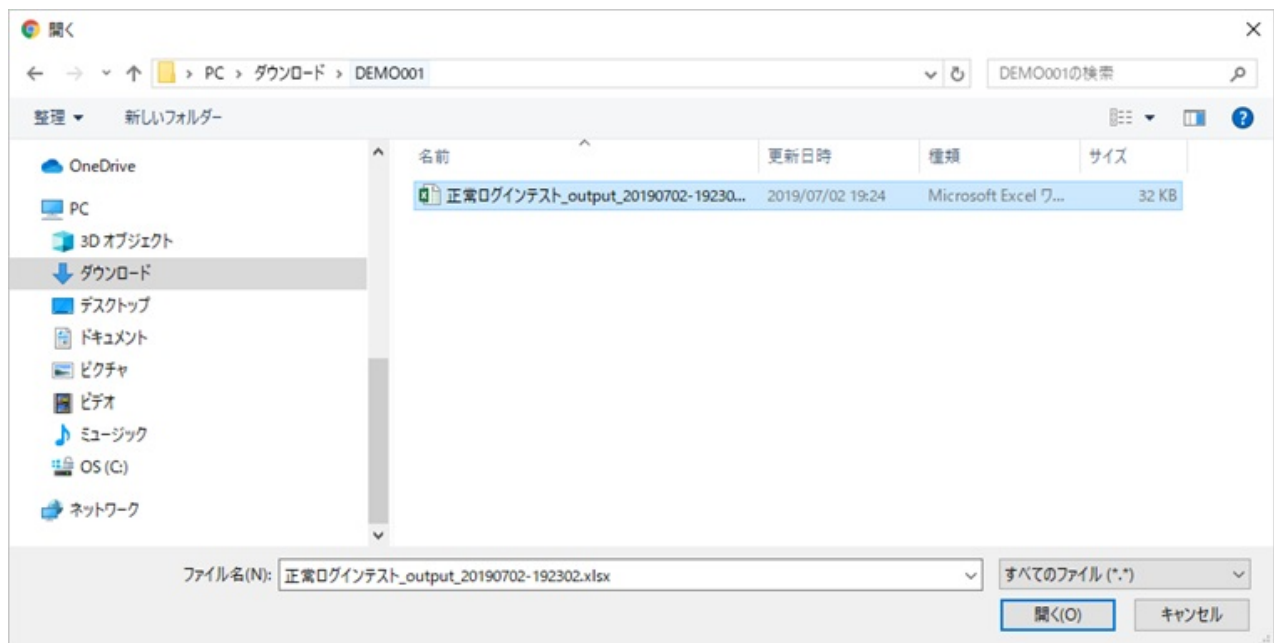 開く
PC › ダウンロード › DEMO001
DEMO001の検索
整理 新しいフォルダー
名前 更新日時 種類 サイズ
正常ログインテスト_output_20190702-19230... 2019/07/02 19:24 Microsoft Excel ワ... 32 KB
OneDrive
PC
3D オブジェクト
ダウンロード
デスクトップ
ドキュメント
ピクチャ
ビデオ
ミュージック
OS (C:)
ネットワーク
ファイル名(N): 正常ログインテスト_output_20190702-192302.xlsx
すべてのファイル (*.*)
開く(O) キャンセル